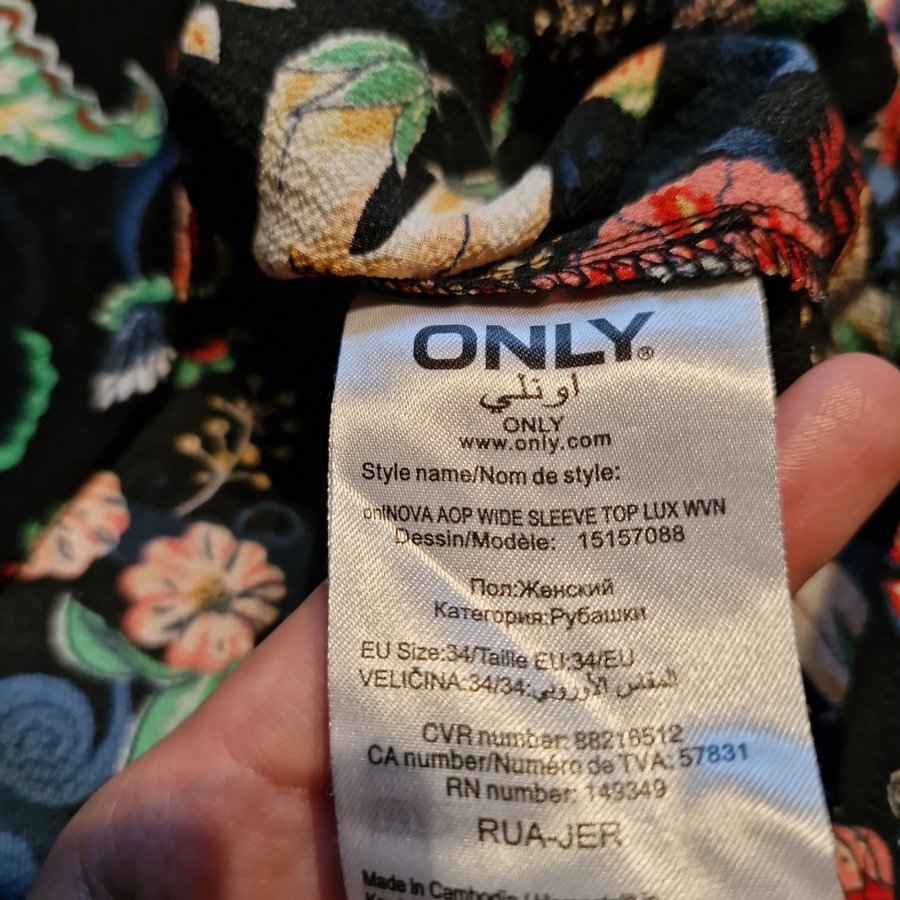 ONLY®
اونلي
ONLY
www.only.com
Style name/Nom de style:
onlNOVA AOP WIDE SLEEVE TOP LUX WVN
Dessin/Modèle: 15157088
Пол:Женский
Категория:Рубашки
EU Size:34/Taille EU:34/EU
VELIČINA:34/34:المقاس الأوروبي
CVR number: 88216512
CA number/Numéro de TVA: 57831
RN number: 149349
RUA-JER
Made in Cambodia /